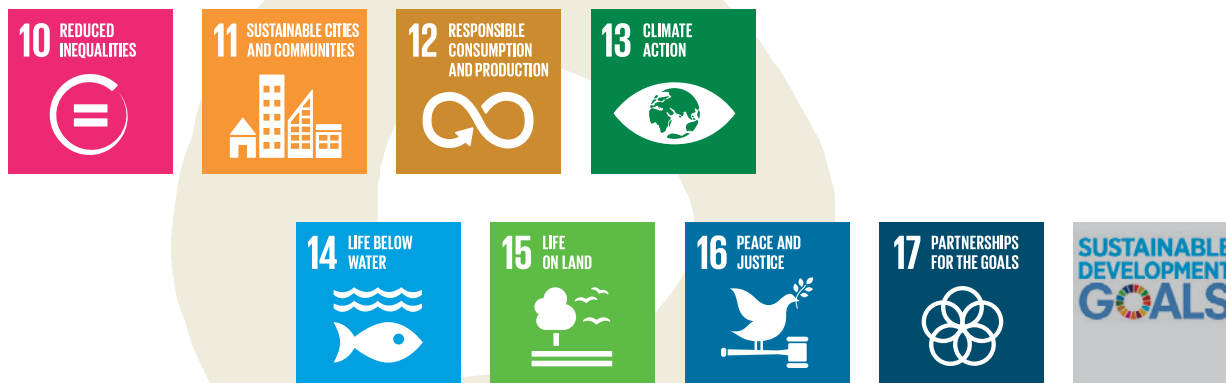 10 REDUCED
INEQUALITIES
11 SUSTAINABLE CITIES
AND COMMUNITIES
12 RESPONSIBLE
CONSUMPTION
AND PRODUCTION
13 CLIMATE
ACTION
14 LIFE BELOW
WATER
15 LIFE
ON LAND
16 PEACE AND
JUSTICE
17 PARTNERSHIPS
FOR THE GOALS
SUSTAINABLE
DEVELOPMENT
GOALS